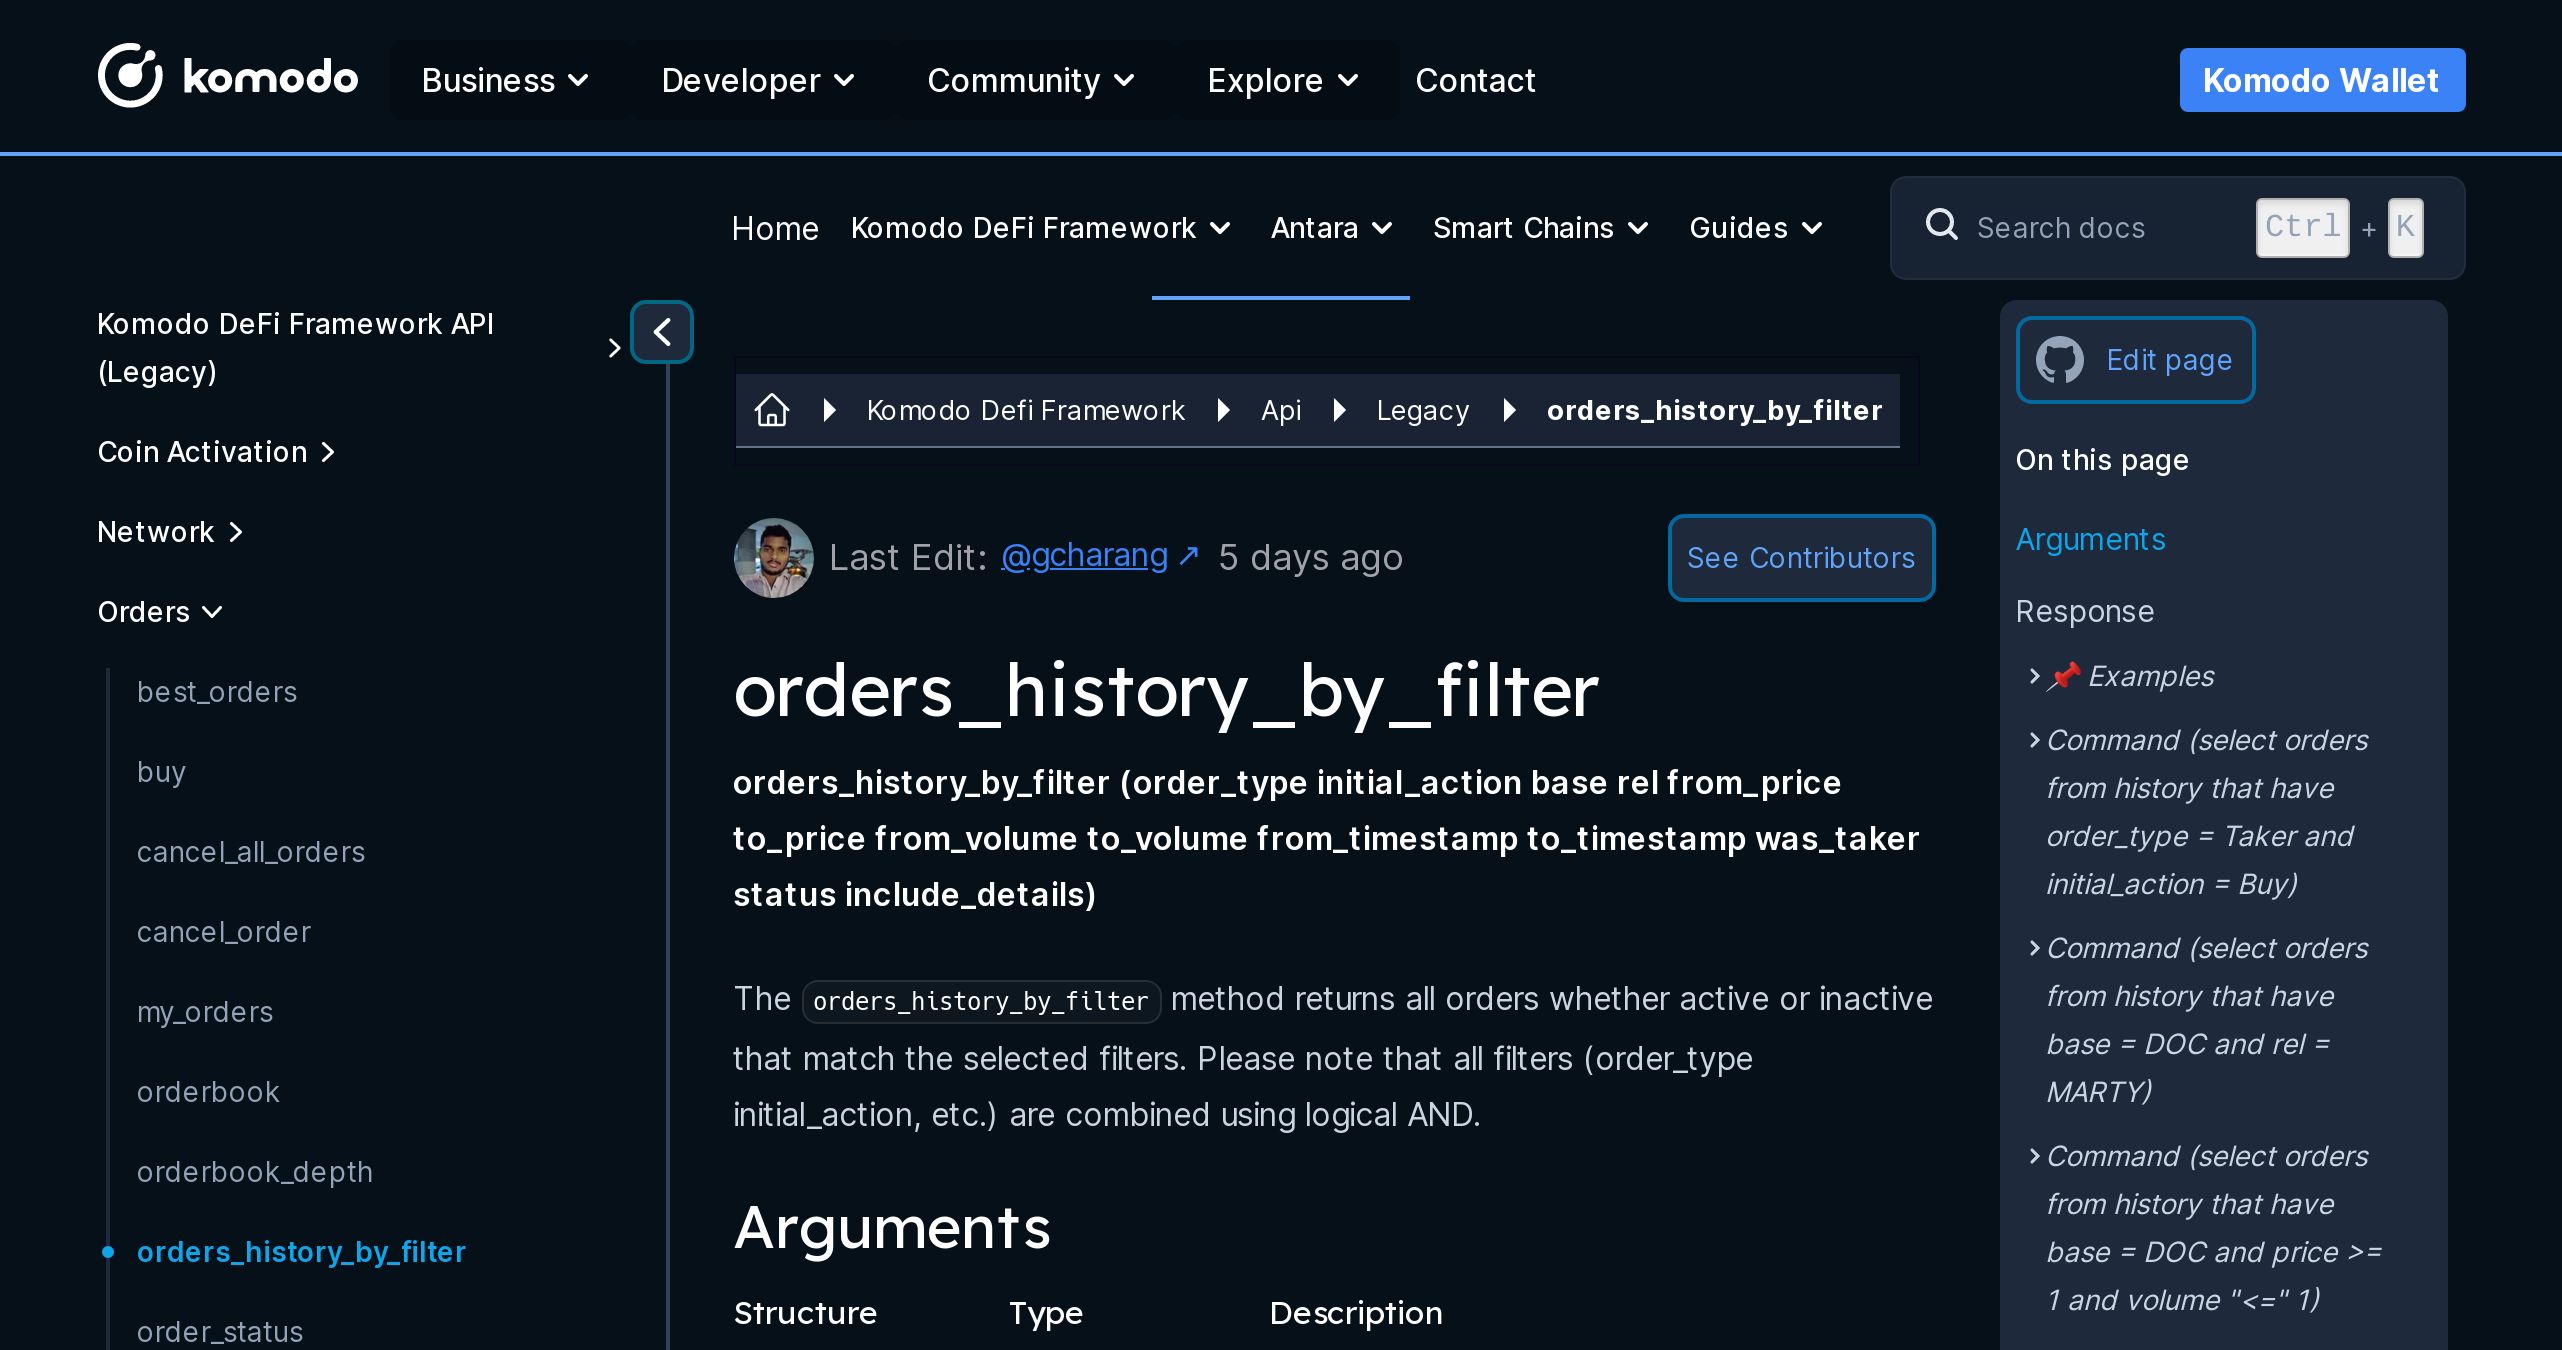 komodo
Business
Developer
Community
Explore
Contact
Komodo Wallet
Home
Komodo DeFi Framework
Antara
Smart Chains
Guides
Search docs
Ctrl + K
Komodo DeFi Framework API
(Legacy)
Coin Activation
Network
Orders
best_orders
buy
cancel_all_orders
cancel_order
my_orders
orderbook
orderbook_depth
orders_history_by_filter
order_status
Komodo Defi Framework
Api
Legacy
orders_history_by_filter
Last Edit: @gcharang ↗ 5 days ago
See Contributors
orders_history_by_filter
orders_history_by_filter (order_type initial_action base rel from_price
to_price from_volume to_volume from_timestamp to_timestamp was_taker
status include_details)
The orders_history_by_filter method returns all orders whether active or inactive
that match the selected filters. Please note that all filters (order_type
initial_action, etc.) are combined using logical AND.
Arguments
Structure Type Description
Edit page
On this page
Arguments
Response
📌 Examples
Command (select orders
from history that have
order_type = Taker and
initial_action = Buy)
Command (select orders
from history that have
base = DOC and rel =
MARTY)
Command (select orders
from history that have
base = DOC and price >=
1 and volume "<=" 1)